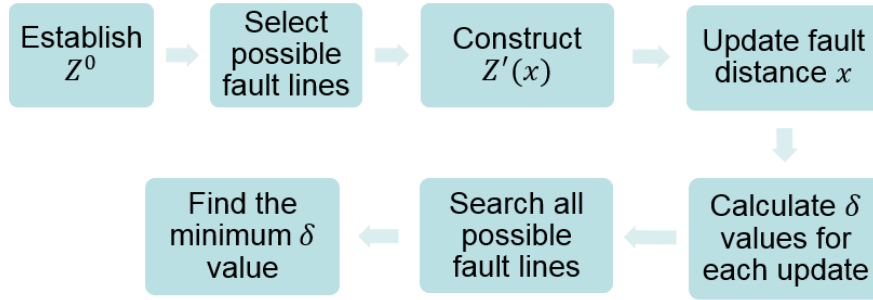 Establish
Z⁰
Select
possible
fault lines
Construct
Z′(x)
Update fault
distance x
Calculate δ
values for
each update
Search all
possible
fault lines
Find the
minimum δ
value